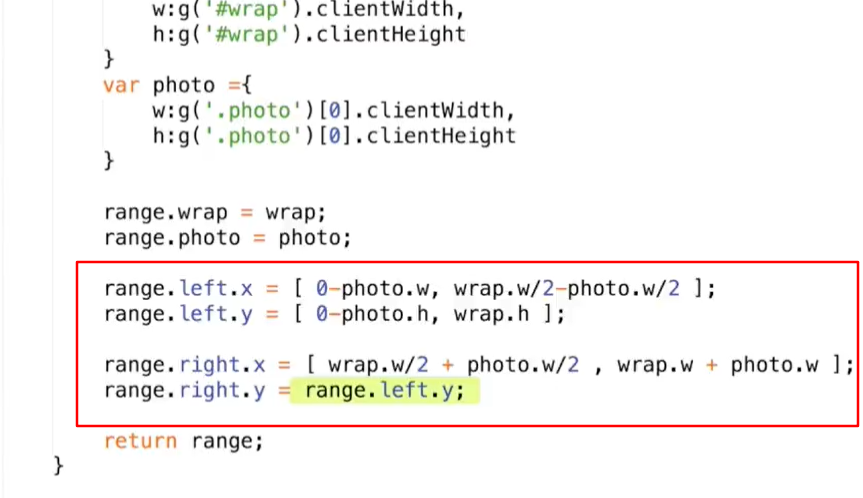 w:g('#wrap').clientWidth,
h:g('#wrap').clientHeight
}
var photo ={
w:g('.photo')[0].clientWidth,
h:g('.photo')[0].clientHeight
}
range.wrap = wrap;
range.photo = photo;
range.left.x = [ 0-photo.w, wrap.w/2-photo.w/2 ];
range.left.y = [ 0-photo.h, wrap.h ];
range.right.x = [ wrap.w/2 + photo.w/2 , wrap.w + photo.w ];
range.right.y = range.left.y;
return range;
}